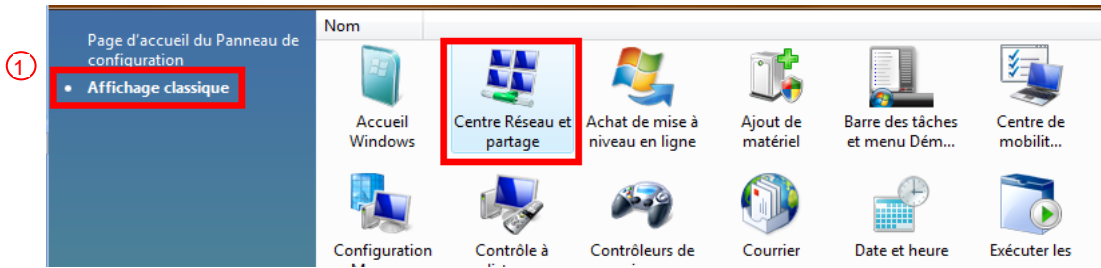 Nom
Page d'accueil du Panneau de
configuration
1
Affichage classique
Accueil
Windows
Centre Réseau et
partage
Achat de mise à
niveau en ligne
Ajout de
matériel
Barre des tâches
et menu Dém...
Centre de
mobilit...
Configuration
Contrôle à
Contrôleurs de
Courrier
Date et heure
Exécuter les